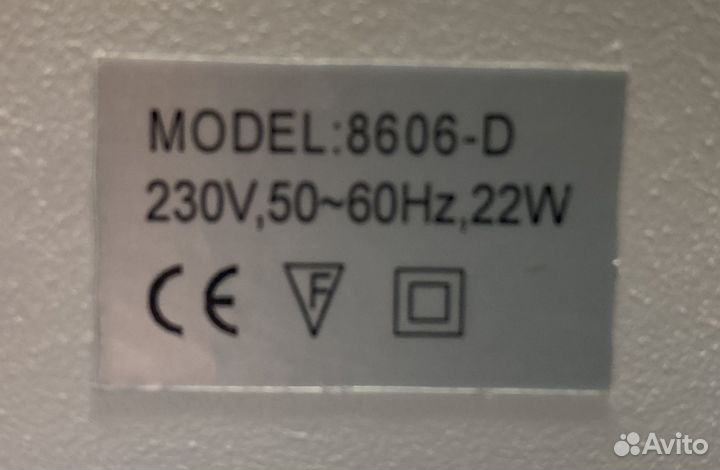 MODEL:8606-D
230V,50~60Hz,22W
CE F
Avito